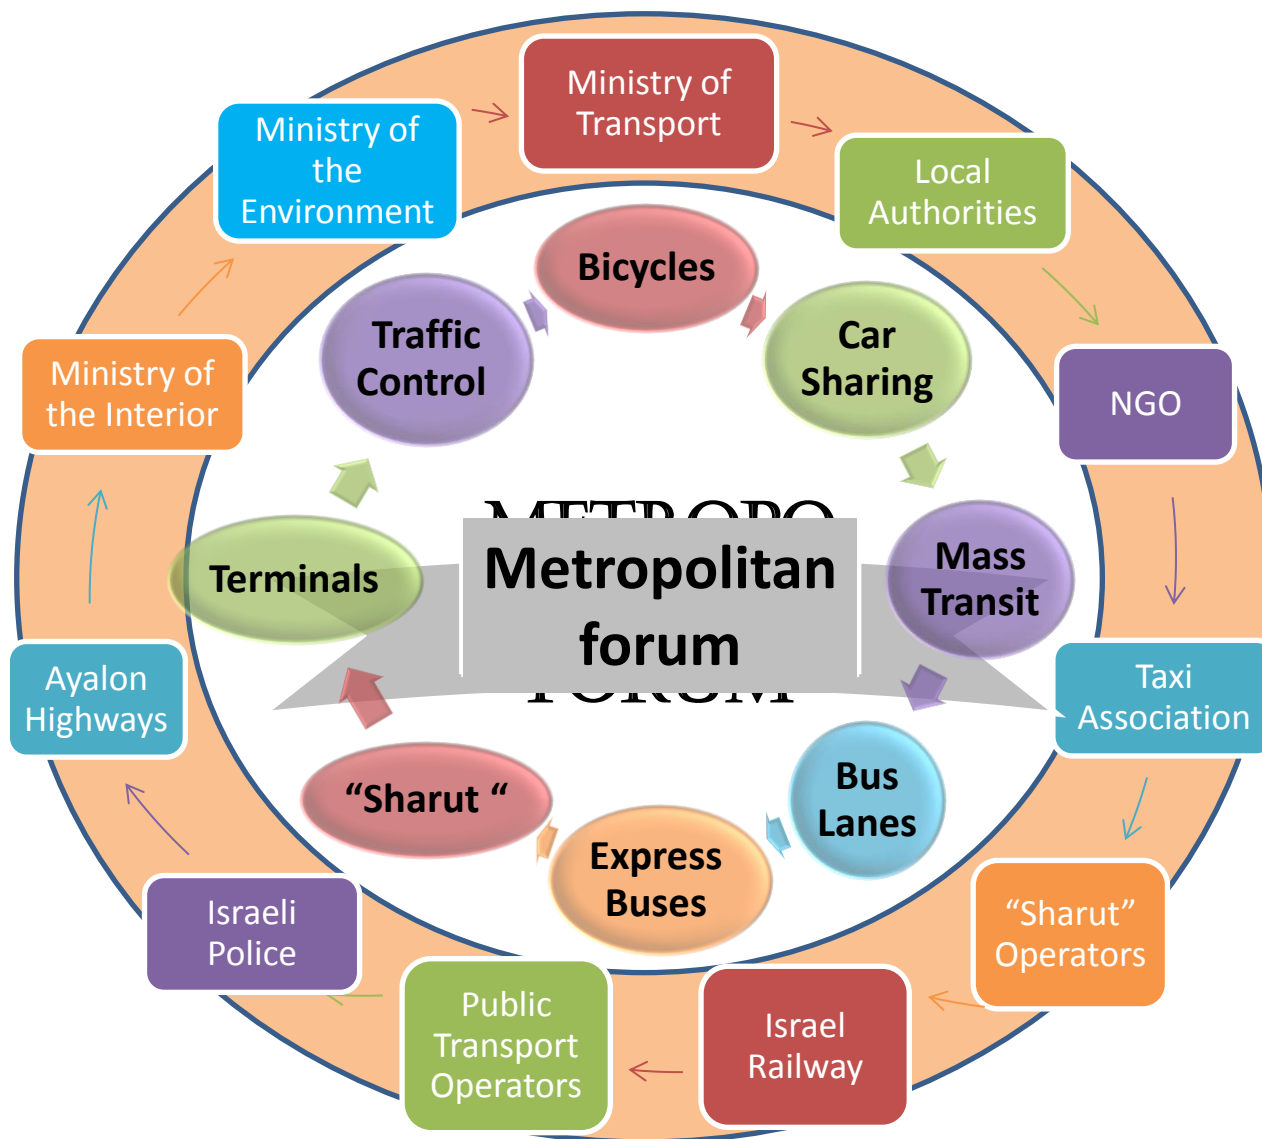 Ministry of
Transport
Local
Authorities
NGO
Taxi
Association
“Sharut”
Operators
Israel
Railway
Public
Transport
Operators
Israeli
Police
Ayalon
Highways
Ministry of
the Interior
Ministry of
the
Environment
Bicycles
Car
Sharing
Mass
Transit
Bus
Lanes
Express
Buses
“Sharut “
Terminals
Traffic
Control
METROPO
Metropolitan
forum
FORUM